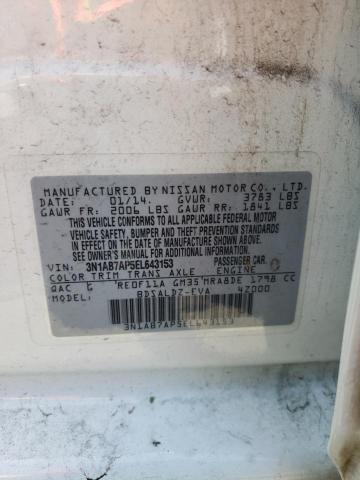 MANUFACTURED BY NISSAN MOTOR CO., LTD.
DATE: 01/14. GVWR: 3763 LBS
GAWR FR: 2006 LBS GAWR RR: 1841 LBS
THIS VEHICLE CONFORMS TO ALL APPLICABLE FEDERAL MOTOR
VEHICLE SAFETY, BUMPER AND THEFT PREVENTION STANDARDS
IN EFFECT ON THE DATE OF MANUFACTURE SHOWN ABOVE.
SEE OWNER'S MANUAL FOR ADDITIONAL INFORMATION.
VIN: 3N1AB7AP5EL643153 PASSENGER CAR
COLOR TRIM TRANS AXLE ENGINE
QAC RE0F11A GM35 MRA8DE 1798 CC
BDSALDZ-EVA 4Z000
3N1AB7AP5EL643153